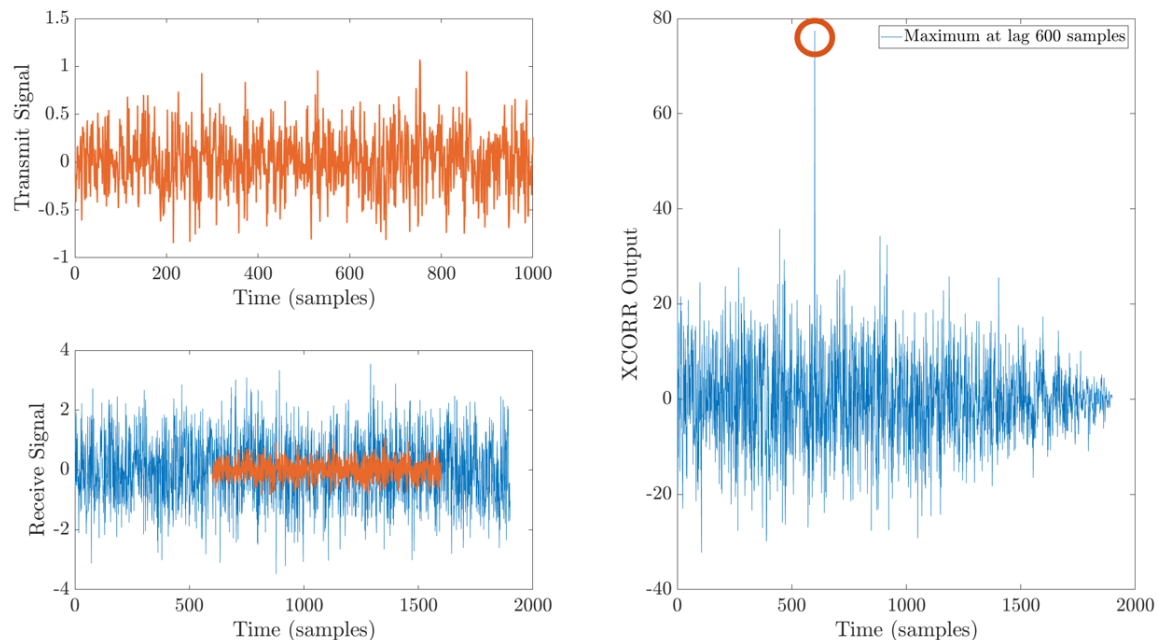 1.5
1
0.5
0
-0.5
-1
Transmit Signal
0 200 400 600 800 1000
Time (samples)
4
2
0
-2
-4
Receive Signal
0 500 1000 1500 2000
Time (samples)
80
60
40
20
0
-20
-40
XCORR Output
Maximum at lag 600 samples
0 500 1000 1500 2000
Time (samples)